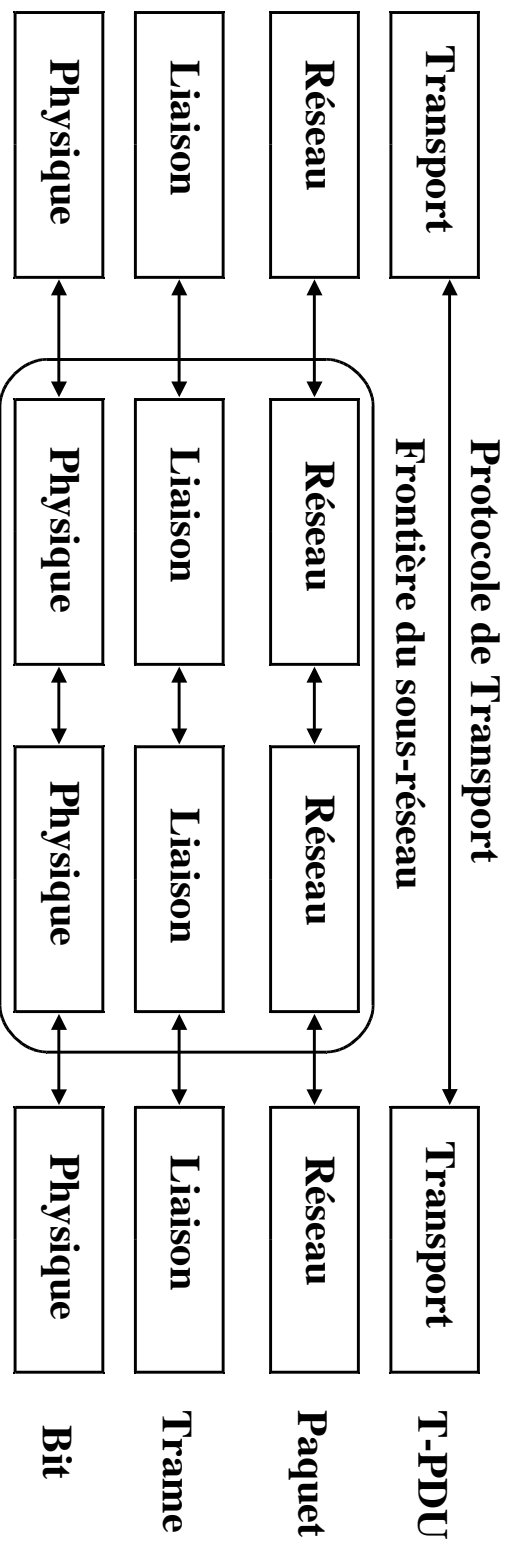 Protocole de Transport
Transport Transport T-PDU
Frontière du sous-réseau
Réseau Réseau Réseau Réseau Paquet
Liaison Liaison Liaison Liaison Trame
Physique Physique Physique Physique Bit